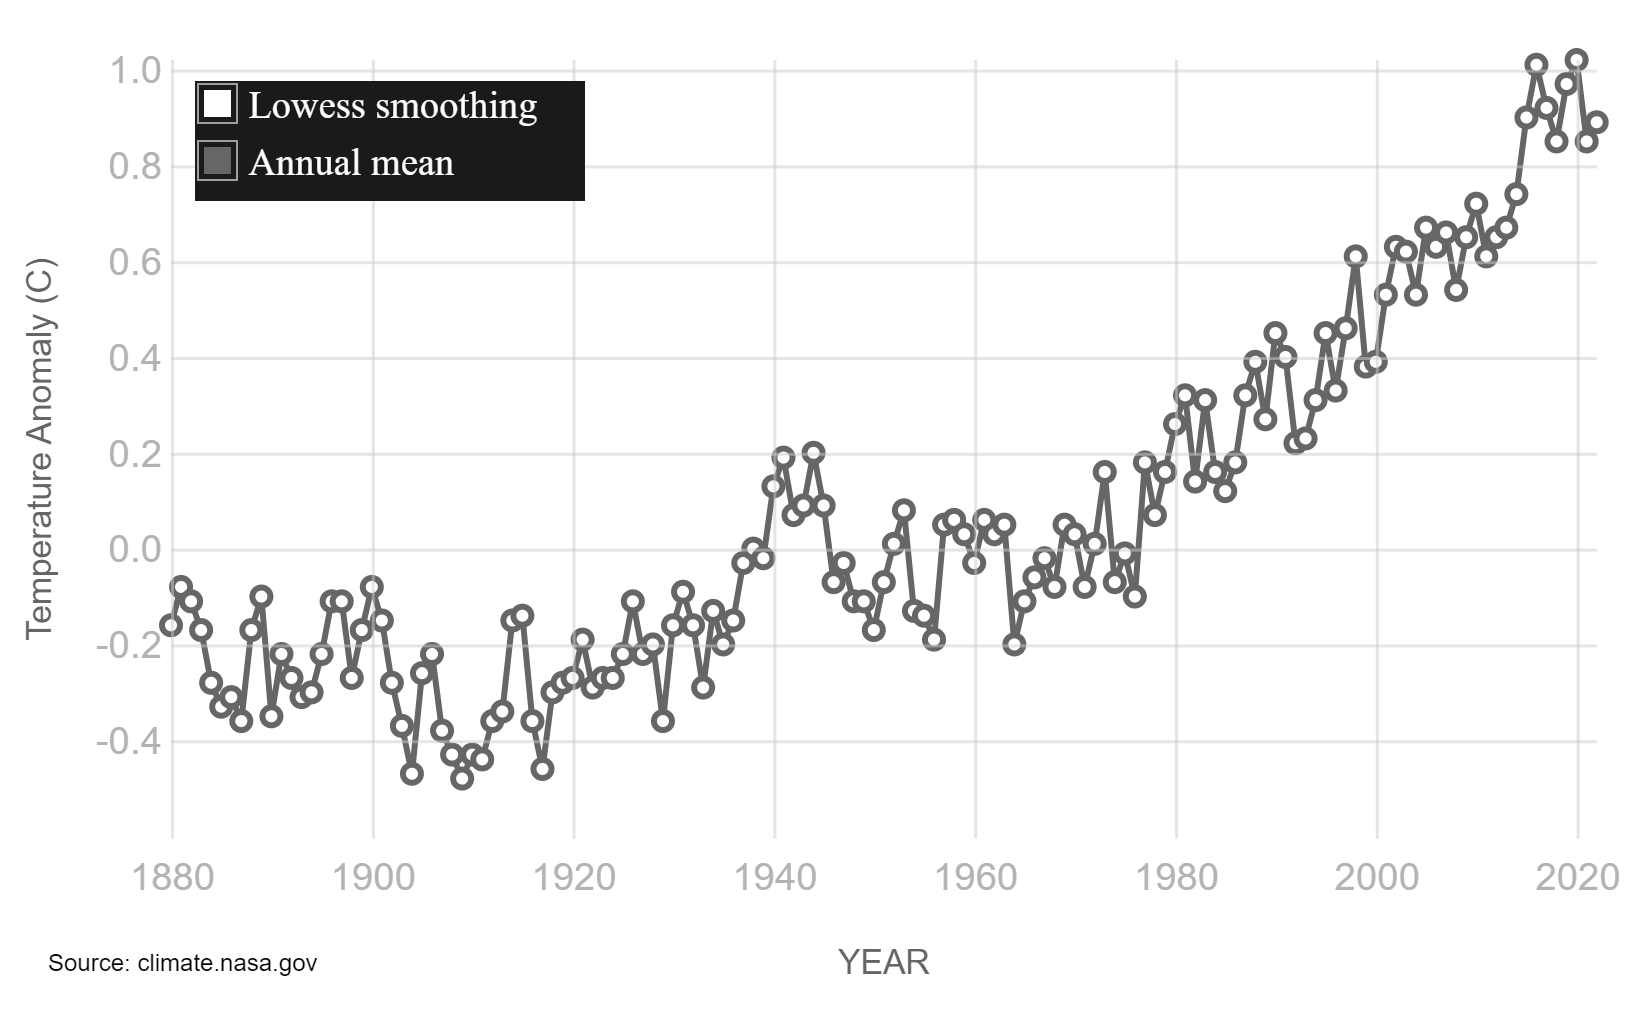 1.0
Lowess smoothing
Annual mean
0.8
0.6
0.4
0.2
0.0
-0.2
-0.4
Temperature Anomaly (C)
1880 1900 1920 1940 1960 1980 2000 2020
YEAR
Source: climate.nasa.gov